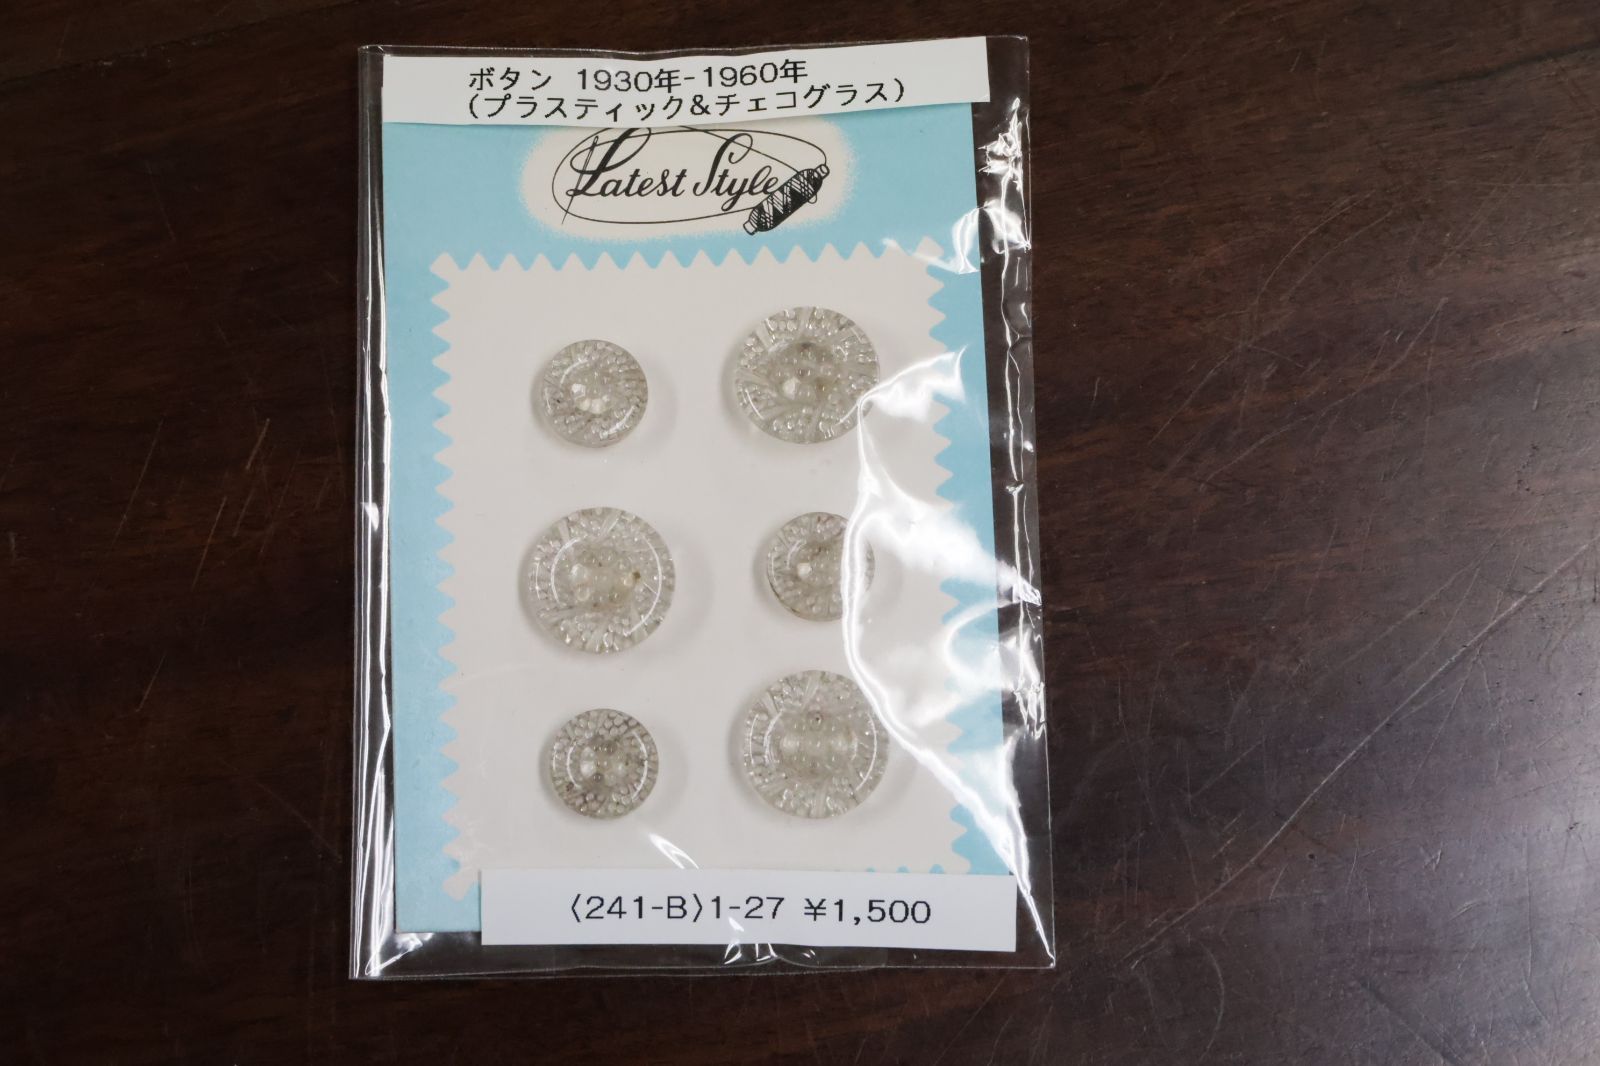 ボタン 1930年-1960年
(プラスティック&チェコグラス)
Latest Style
〈241-B〉1-27 ¥1,500